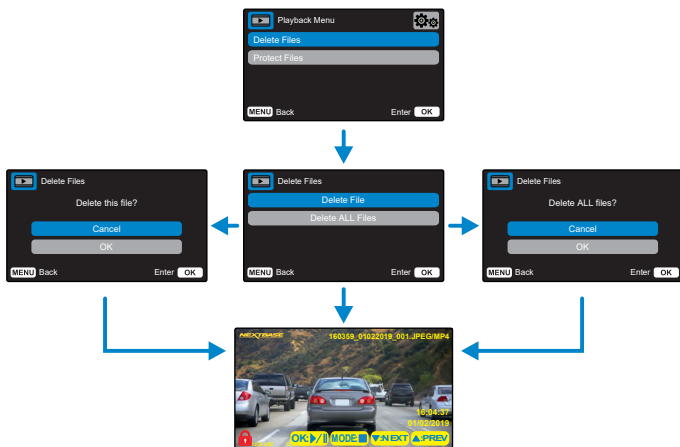 Playback Menu
Delete Files
Protect Files
MENU Back Enter OK
Delete Files
Delete this file?
Cancel
OK
MENU Back Enter OK
Delete Files
Delete File
Delete ALL Files
MENU Back Enter OK
Delete Files
Delete ALL files?
Cancel
OK
MENU Back Enter OK
NEXTBASE 160359_01022019_001.JPEG/MP4
16:04:37
01/02/2019
OK:▶/II MODE:■ ▼:NEXT ▲:PREV